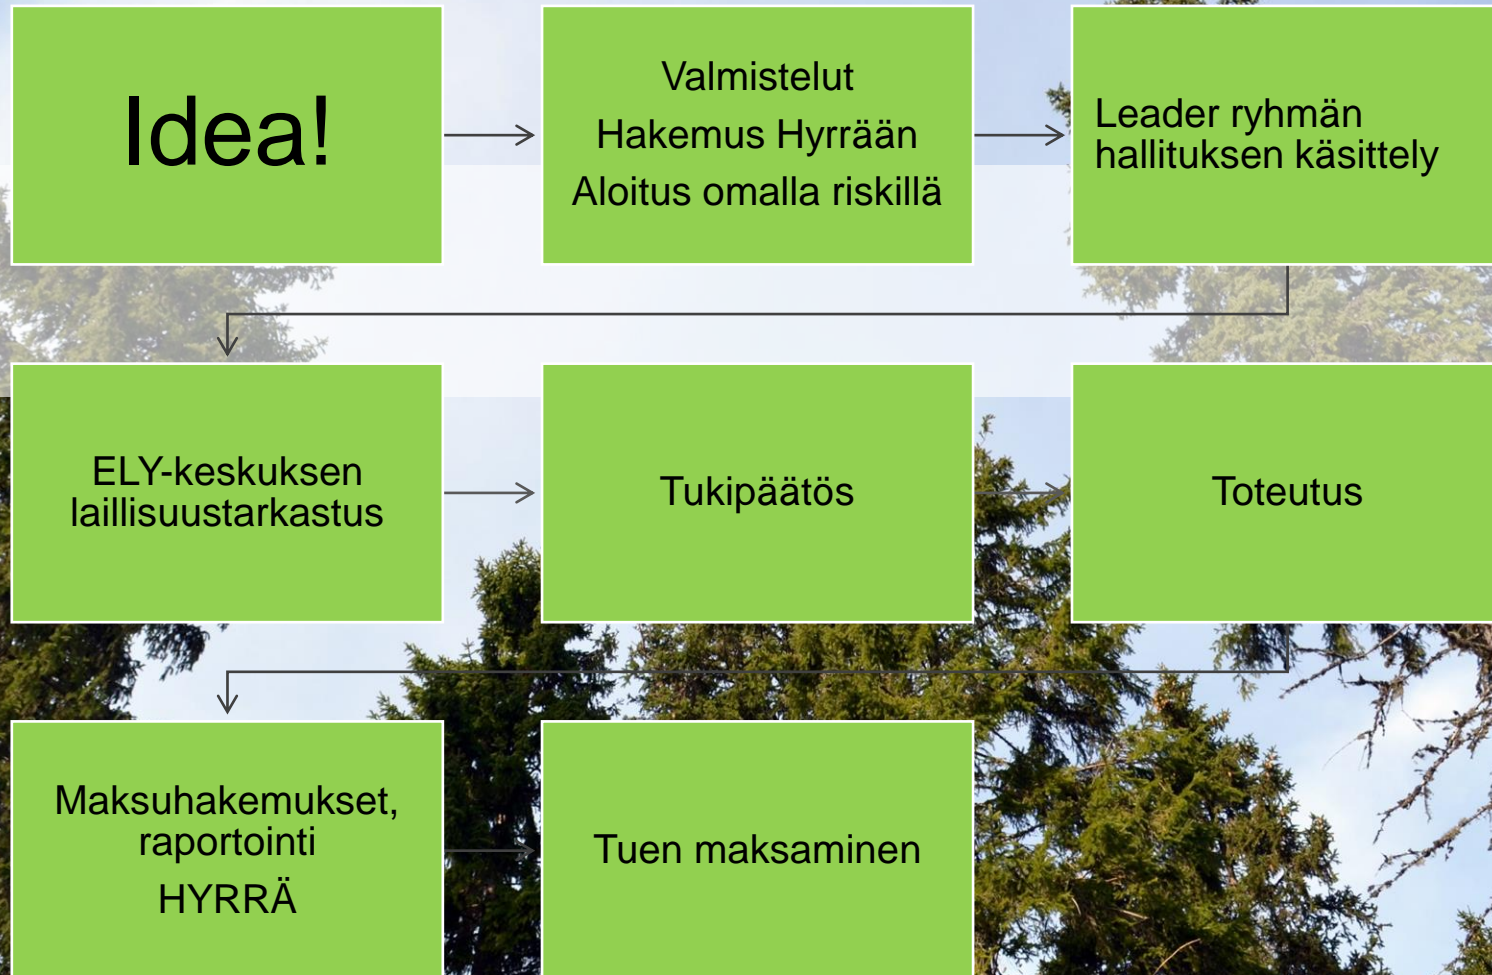 Idea!
Valmistelut
Hakemus Hyrrään
Aloitus omalla riskillä
Leader ryhmän
hallituksen käsittely
ELY-keskuksen
laillisuustarkastus
Tukipäätös
Toteutus
Maksuhakemukset,
raportointi
HYRRÄ
Tuen maksaminen